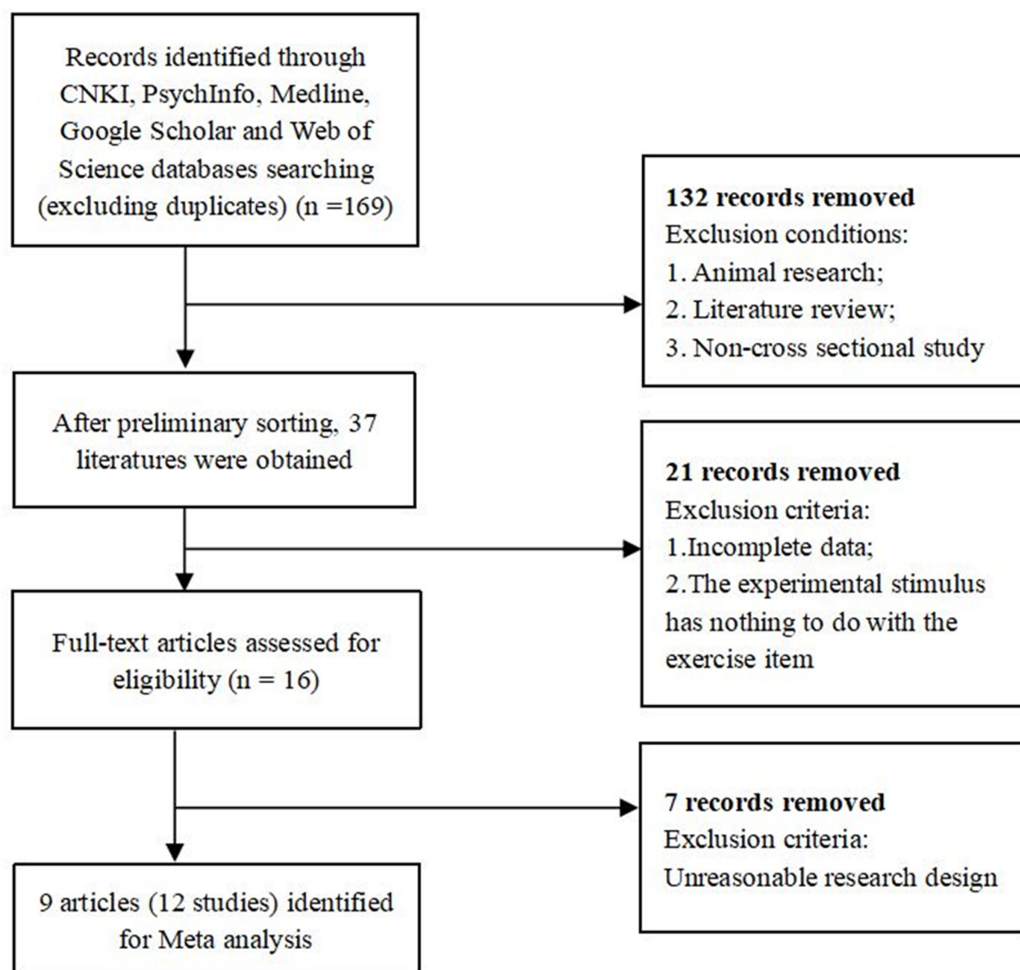 Records identified through
CNKI, PsychInfo, Medline,
Google Scholar and Web of
Science databases searching
(excluding duplicates) (n =169)
132 records removed
Exclusion conditions:
1. Animal research;
2. Literature review;
3. Non-cross sectional study
After preliminary sorting, 37
literatures were obtained
21 records removed
Exclusion criteria:
1.Incomplete data;
2.The experimental stimulus
has nothing to do with the
exercise item
Full-text articles assessed for
eligibility (n = 16)
7 records removed
Exclusion criteria:
Unreasonable research design
9 articles (12 studies) identified
for Meta analysis